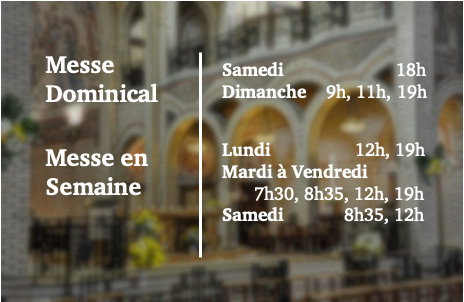 Messe
Dominical
Samedi 18h
Dimanche 9h, 11h, 19h
Messe en
Semaine
Lundi 12h, 19h
Mardi à Vendredi
7h30, 8h35, 12h, 19h
Samedi 8h35, 12h